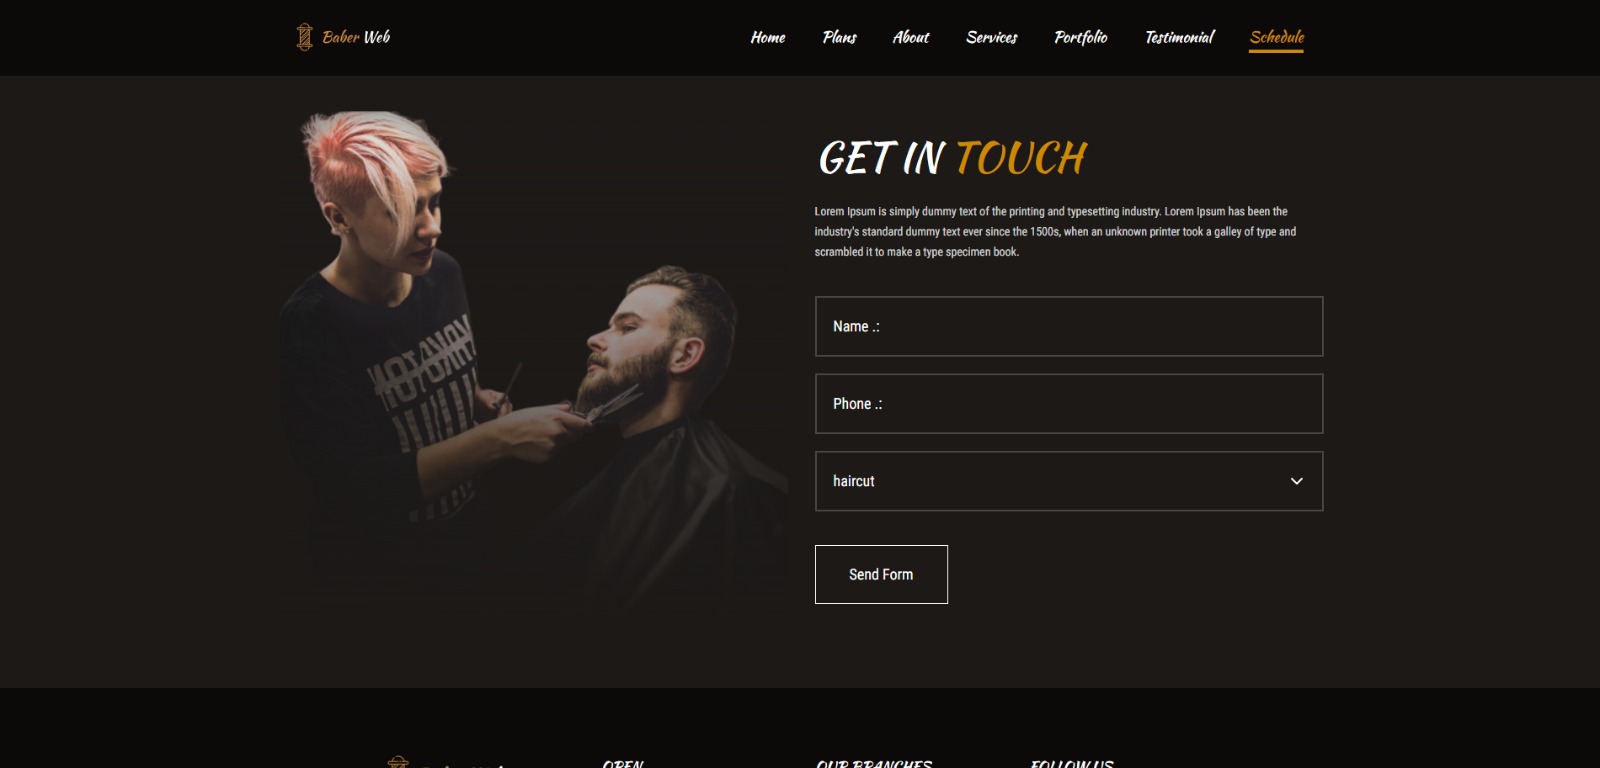 Baber Web
Home Plans About Services Portfolio Testimonial Schedule
GET IN TOUCH
Lorem Ipsum is simply dummy text of the printing and typesetting industry. Lorem Ipsum has been the
industry's standard dummy text ever since the 1500s, when an unknown printer took a galley of type and
scrambled it to make a type specimen book.
Name .:
Phone .:
haircut
Send Form
OPEN OUR BRANCHES FOLLOW US